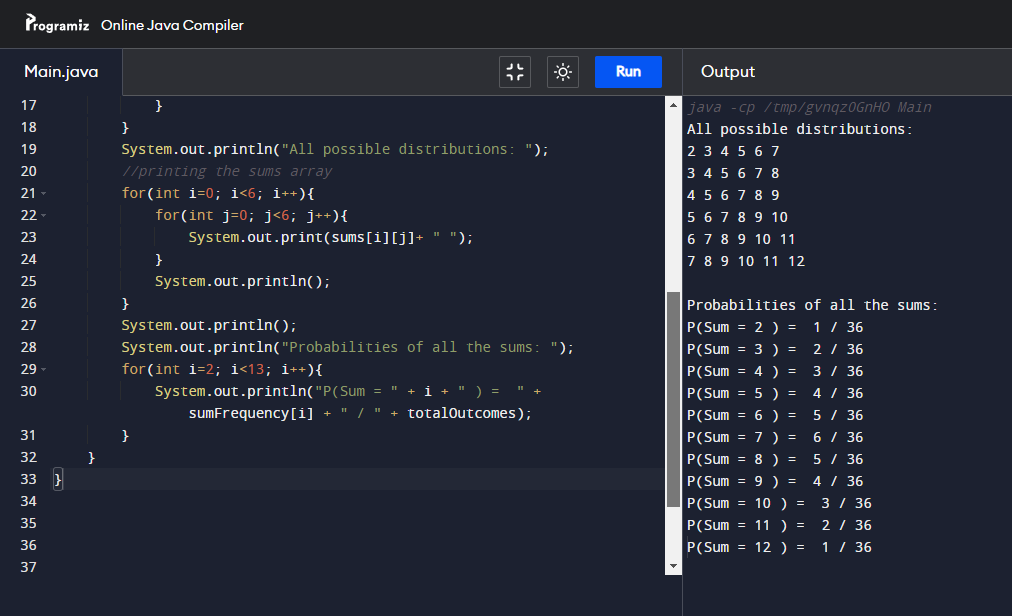 Programiz Online Java Compiler
Main.java
Run
Output
17 }
18 }
19 System.out.println("All possible distributions: ");
20 //printing the sums array
21 for(int i=0; i<6; i++){
22 for(int j=0; j<6; j++){
23 System.out.print(sums[i][j]+ " ");
24 }
25 System.out.println();
26 }
27 System.out.println();
28 System.out.println("Probabilities of all the sums: ");
29 for(int i=2; i<13; i++){
30 System.out.println("P(Sum = " + i + " ) =  " +
sumFrequency[i] + " / " + totalOutcomes);
31 }
32 }
33 }
34
35
36
37
java -cp /tmp/gvnqzOGnHO Main
All possible distributions:
2 3 4 5 6 7
3 4 5 6 7 8
4 5 6 7 8 9
5 6 7 8 9 10
6 7 8 9 10 11
7 8 9 10 11 12
Probabilities of all the sums:
P(Sum = 2 ) =  1 / 36
P(Sum = 3 ) =  2 / 36
P(Sum = 4 ) =  3 / 36
P(Sum = 5 ) =  4 / 36
P(Sum = 6 ) =  5 / 36
P(Sum = 7 ) =  6 / 36
P(Sum = 8 ) =  5 / 36
P(Sum = 9 ) =  4 / 36
P(Sum = 10 ) =  3 / 36
P(Sum = 11 ) =  2 / 36
P(Sum = 12 ) =  1 / 36